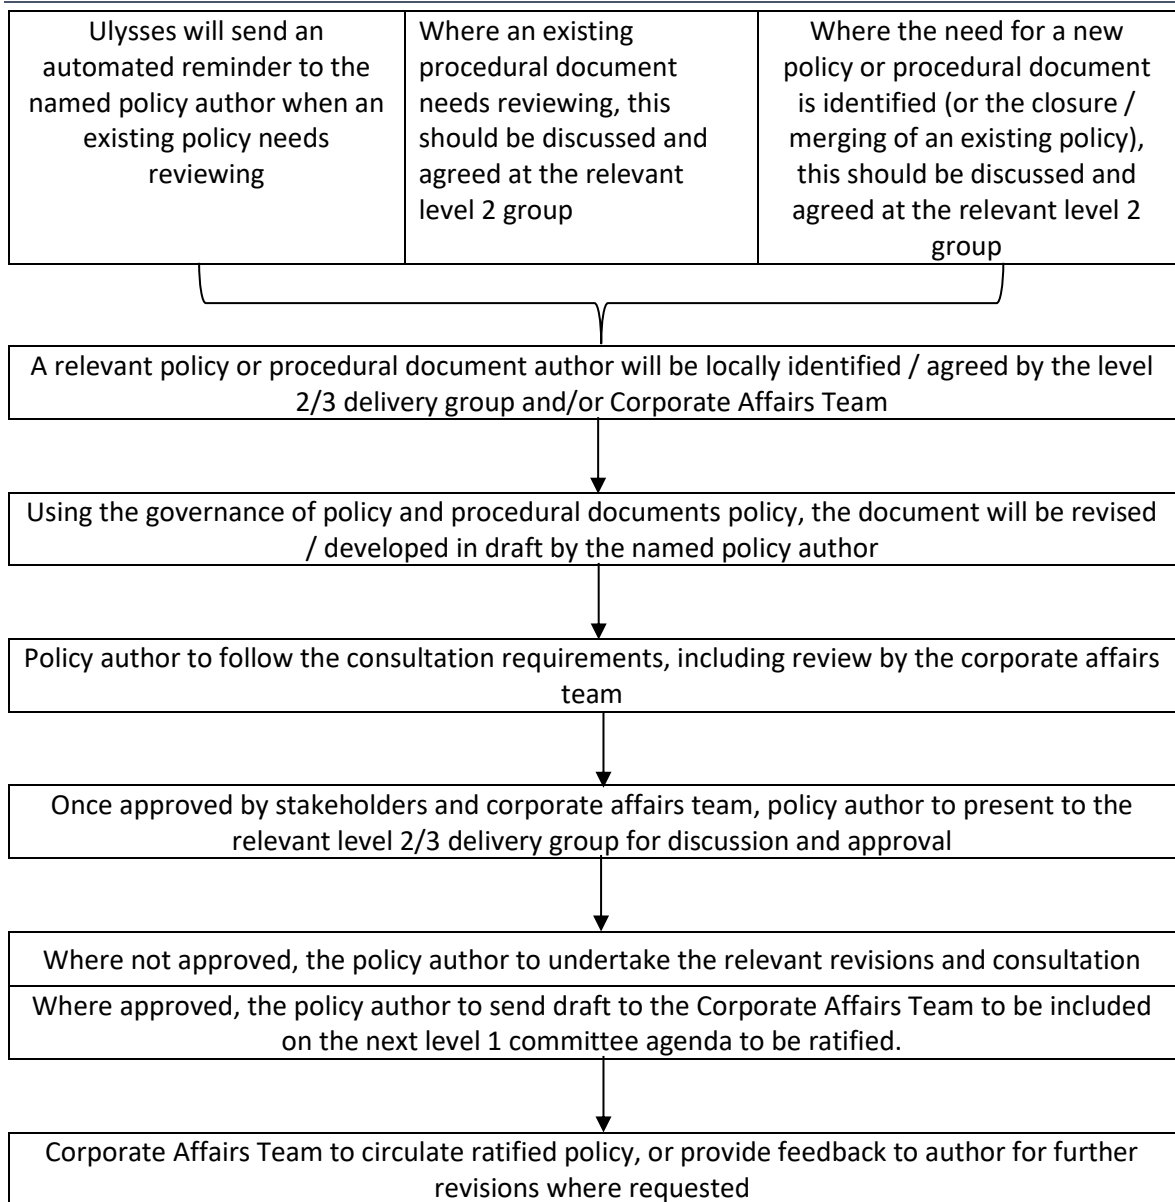 Ulysses will send an
automated reminder to the
named policy author when an
existing policy needs
reviewing
Where an existing
procedural document
needs reviewing, this
should be discussed and
agreed at the relevant
level 2 group
Where the need for a new
policy or procedural document
is identified (or the closure /
merging of an existing policy),
this should be discussed and
agreed at the relevant level 2
group
A relevant policy or procedural document author will be locally identified / agreed by the level
2/3 delivery group and/or Corporate Affairs Team
Using the governance of policy and procedural documents policy, the document will be revised
/ developed in draft by the named policy author
Policy author to follow the consultation requirements, including review by the corporate affairs
team
Once approved by stakeholders and corporate affairs team, policy author to present to the
relevant level 2/3 delivery group for discussion and approval
Where not approved, the policy author to undertake the relevant revisions and consultation
Where approved, the policy author to send draft to the Corporate Affairs Team to be included
on the next level 1 committee agenda to be ratified.
Corporate Affairs Team to circulate ratified policy, or provide feedback to author for further
revisions where requested